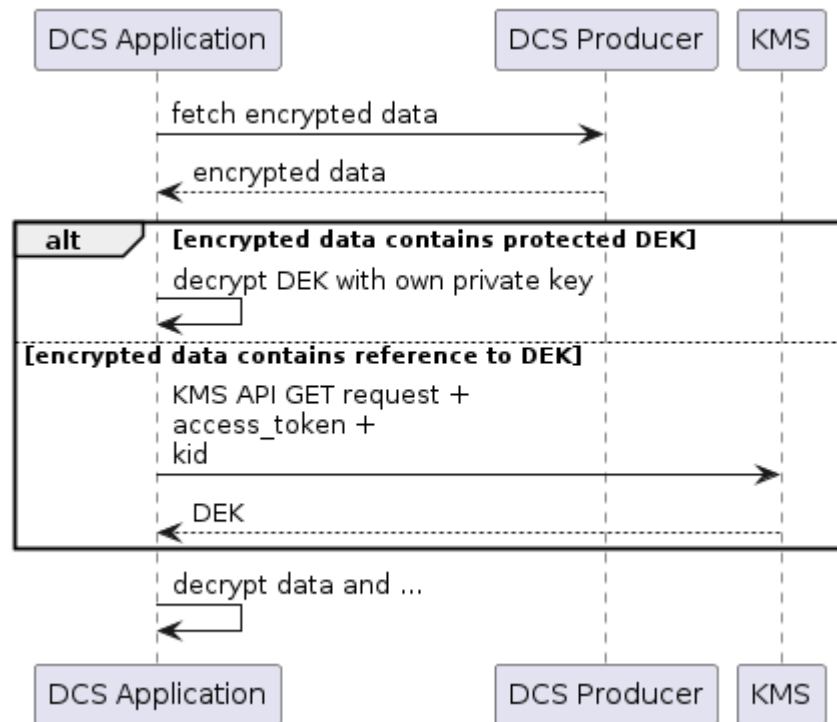 DCS Application
DCS Producer
KMS
fetch encrypted data
encrypted data
alt
[encrypted data contains protected DEK]
decrypt DEK with own private key
[encrypted data contains reference to DEK]
KMS API GET request +
access_token +
kid
DEK
decrypt data and ...
DCS Application
DCS Producer
KMS